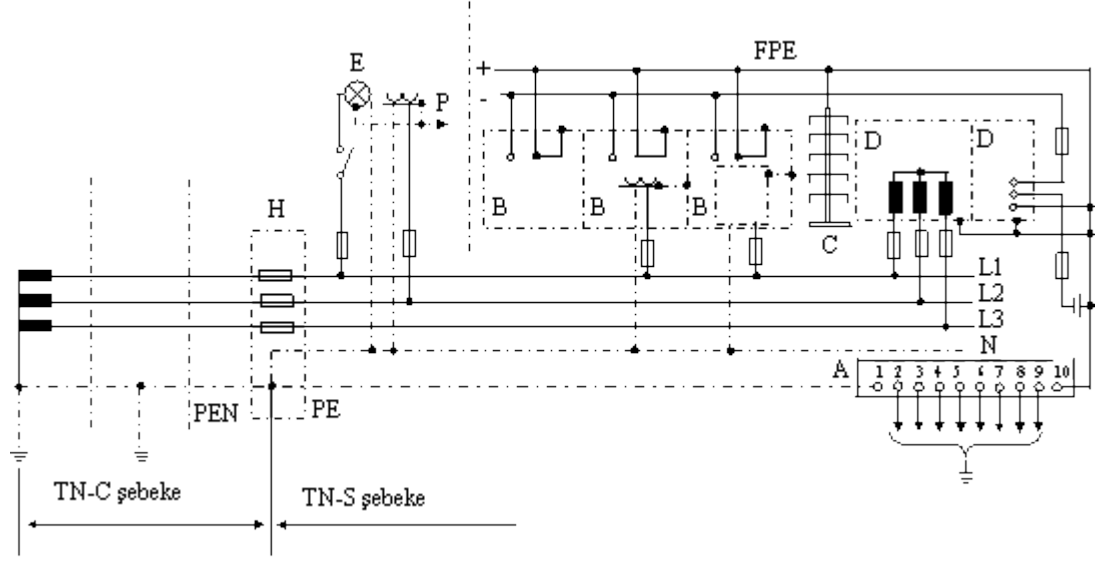 FPE
E
+
P
-
D
D
H
B
B
B
C
L1
L2
L3
N
A
1 2 3 4 5 6 7 8 9 10
PEN
PE
TN-C şebeke
TN-S şebeke